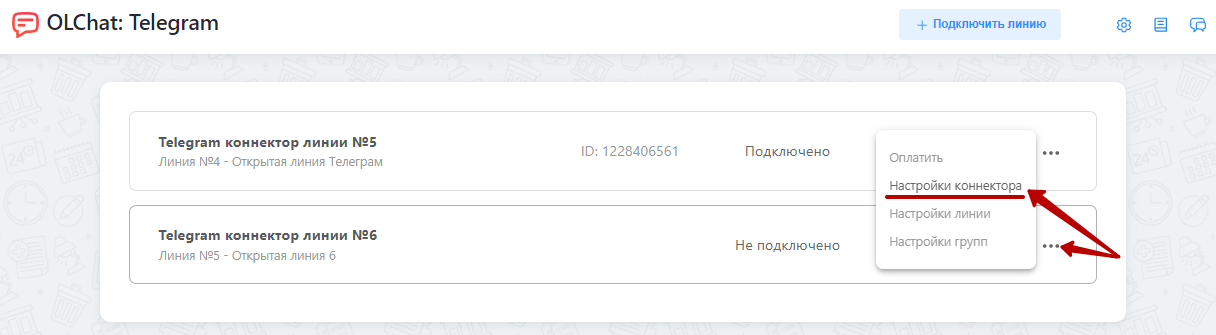 OLChat: Telegram
+ Подключить линию
Telegram коннектор линии №5
Линия №4 - Открытая линия Телеграм
ID: 1228406561
Подключено
Оплатить
Настройки коннектора
Настройки линии
Настройки групп
Telegram коннектор линии №6
Линия №5 - Открытая линия 6
Не подключено